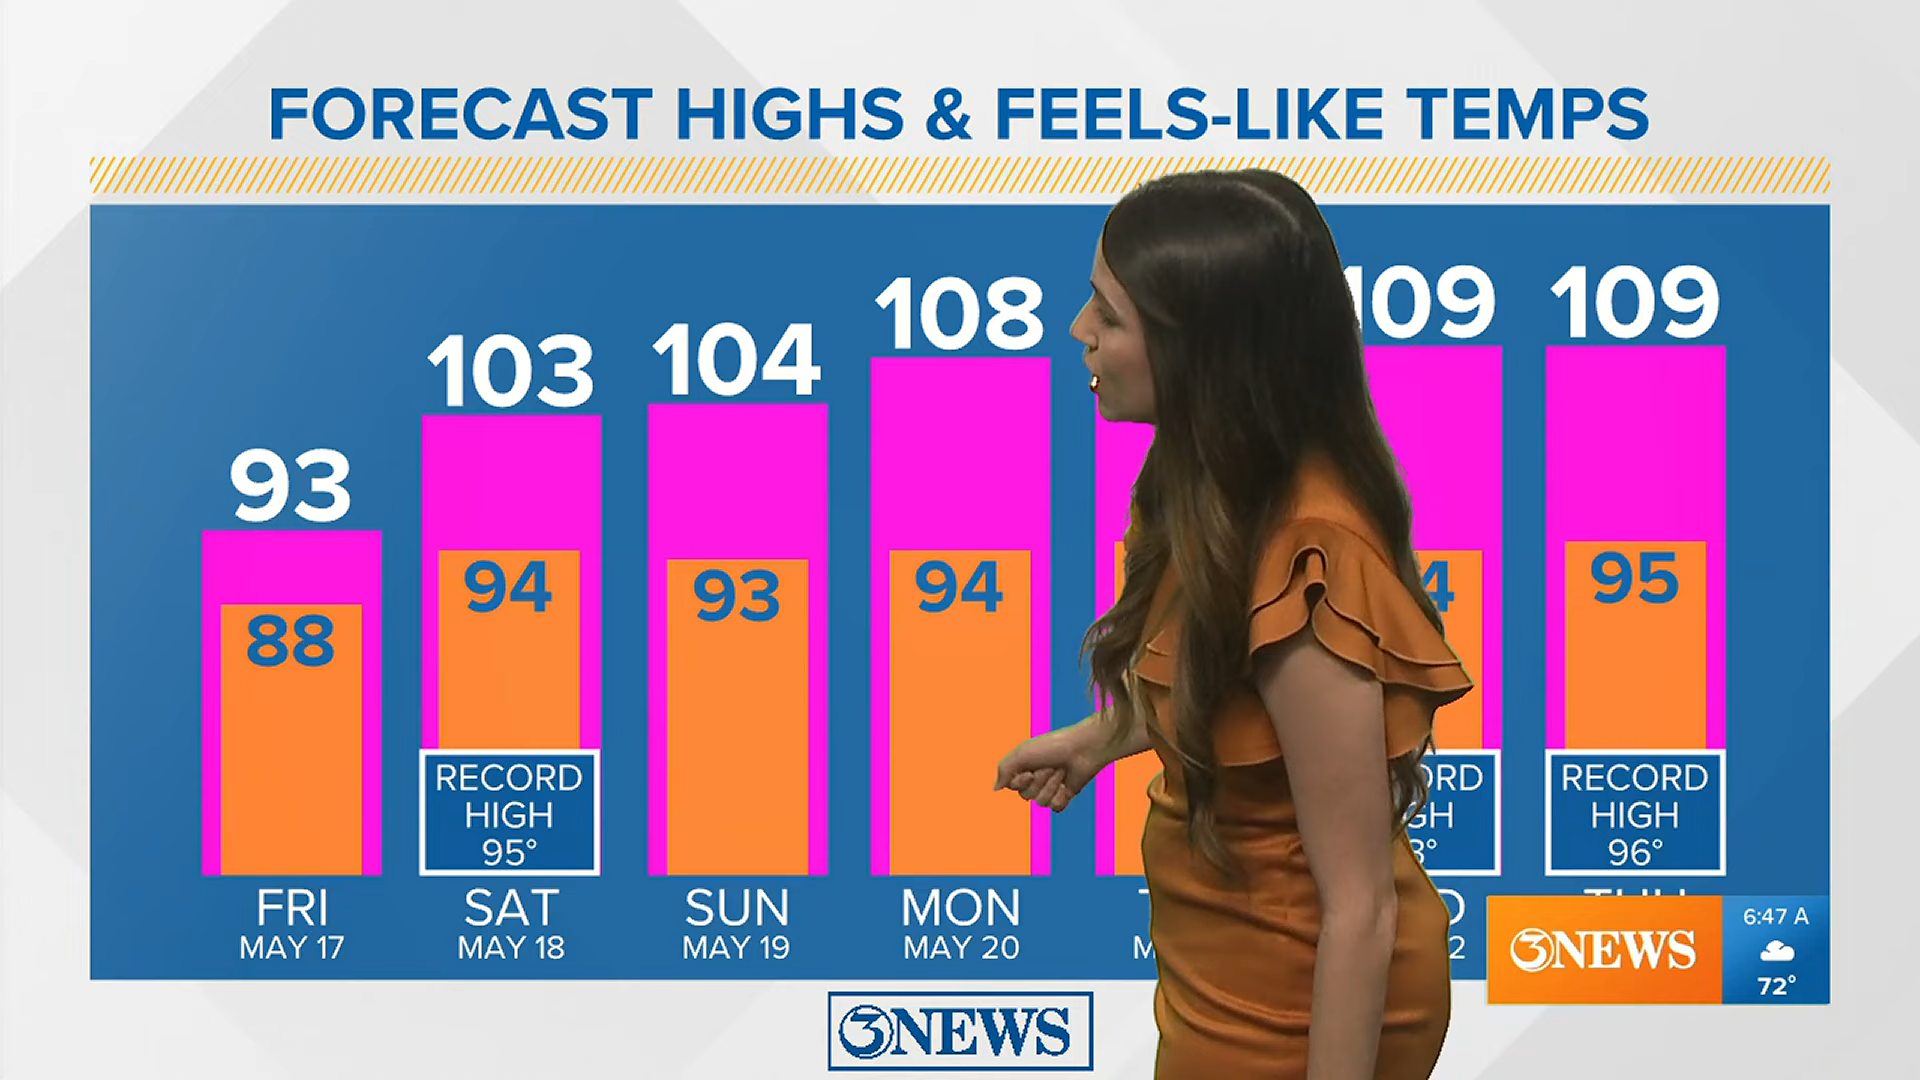 FORECAST HIGHS & FEELS-LIKE TEMPS
93
103
104
108
109
109
88
94
93
94
4
95
RECORD
HIGH
95°
RECORD
HIGH
96°
FRI
MAY 17
SAT
MAY 18
SUN
MAY 19
MON
MAY 20
3NEWS
6:47 A
72°
3NEWS